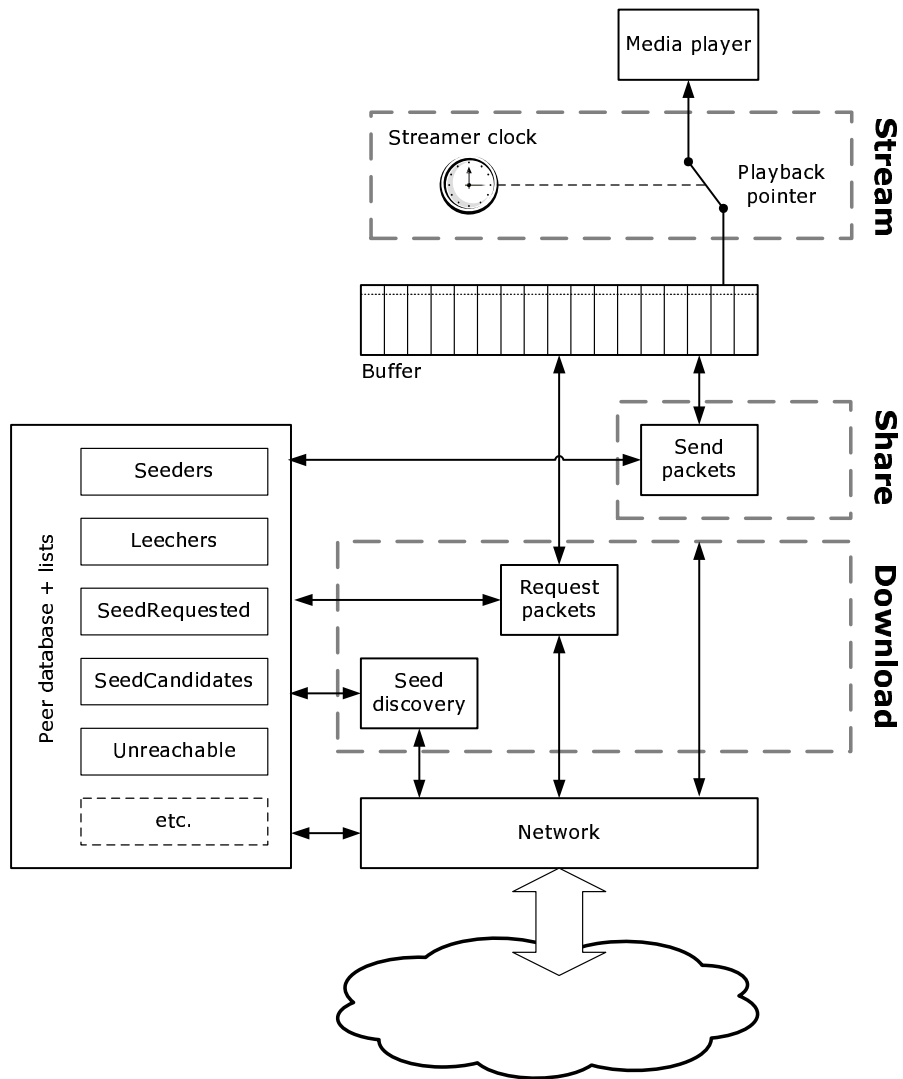 Media player
Streamer clock
Playback
pointer
Stream
Buffer
Share
Send
packets
Peer database + lists
Seeders
Leechers
SeedRequested
SeedCandidates
Unreachable
etc.
Download
Request
packets
Seed
discovery
Network